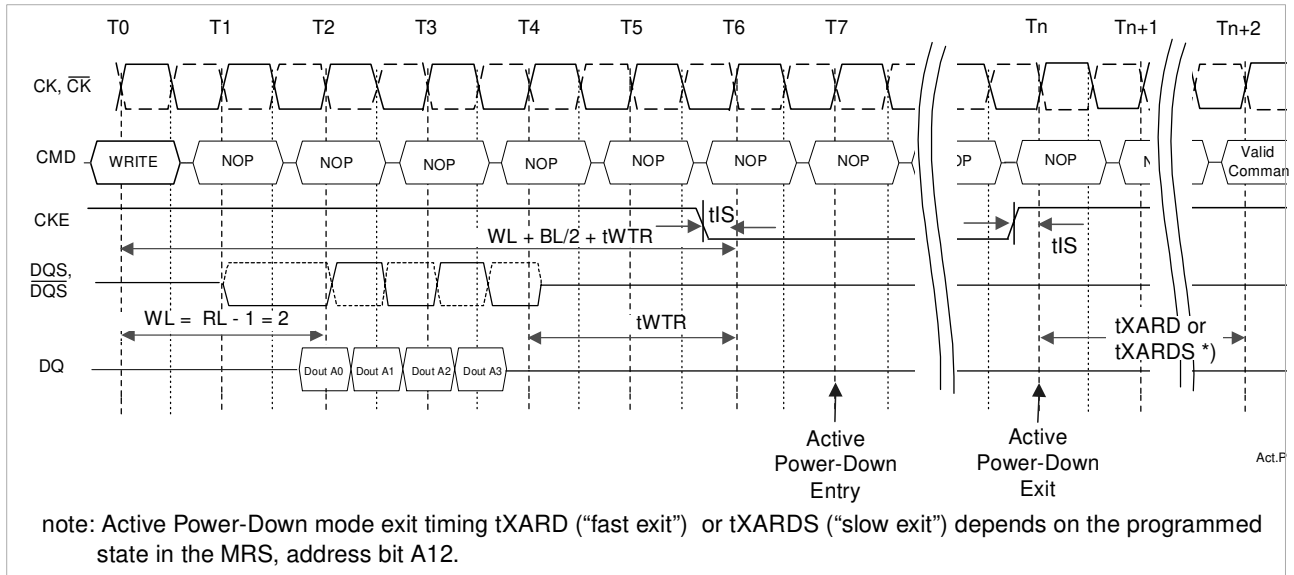 T0 T1 T2 T3 T4 T5 T6 T7 Tn Tn+1 Tn+2
CK, CK
CMD WRITE NOP NOP NOP NOP NOP NOP NOP NOP
Valid
Comman
CKE
tIS
tIS
WL + BL/2 + tWTR
DQS,
DQS
WL = RL - 1 = 2
tWTR
tXARD or
tXARDS *)
DQ
Dout A0 Dout A1 Dout A2 Dout A3
Active
Power-Down
Entry
Active
Power-Down
Exit
Act.P
note: Active Power-Down mode exit timing tXARD (“fast exit”) or tXARDS (“slow exit”) depends on the programmed
state in the MRS, address bit A12.